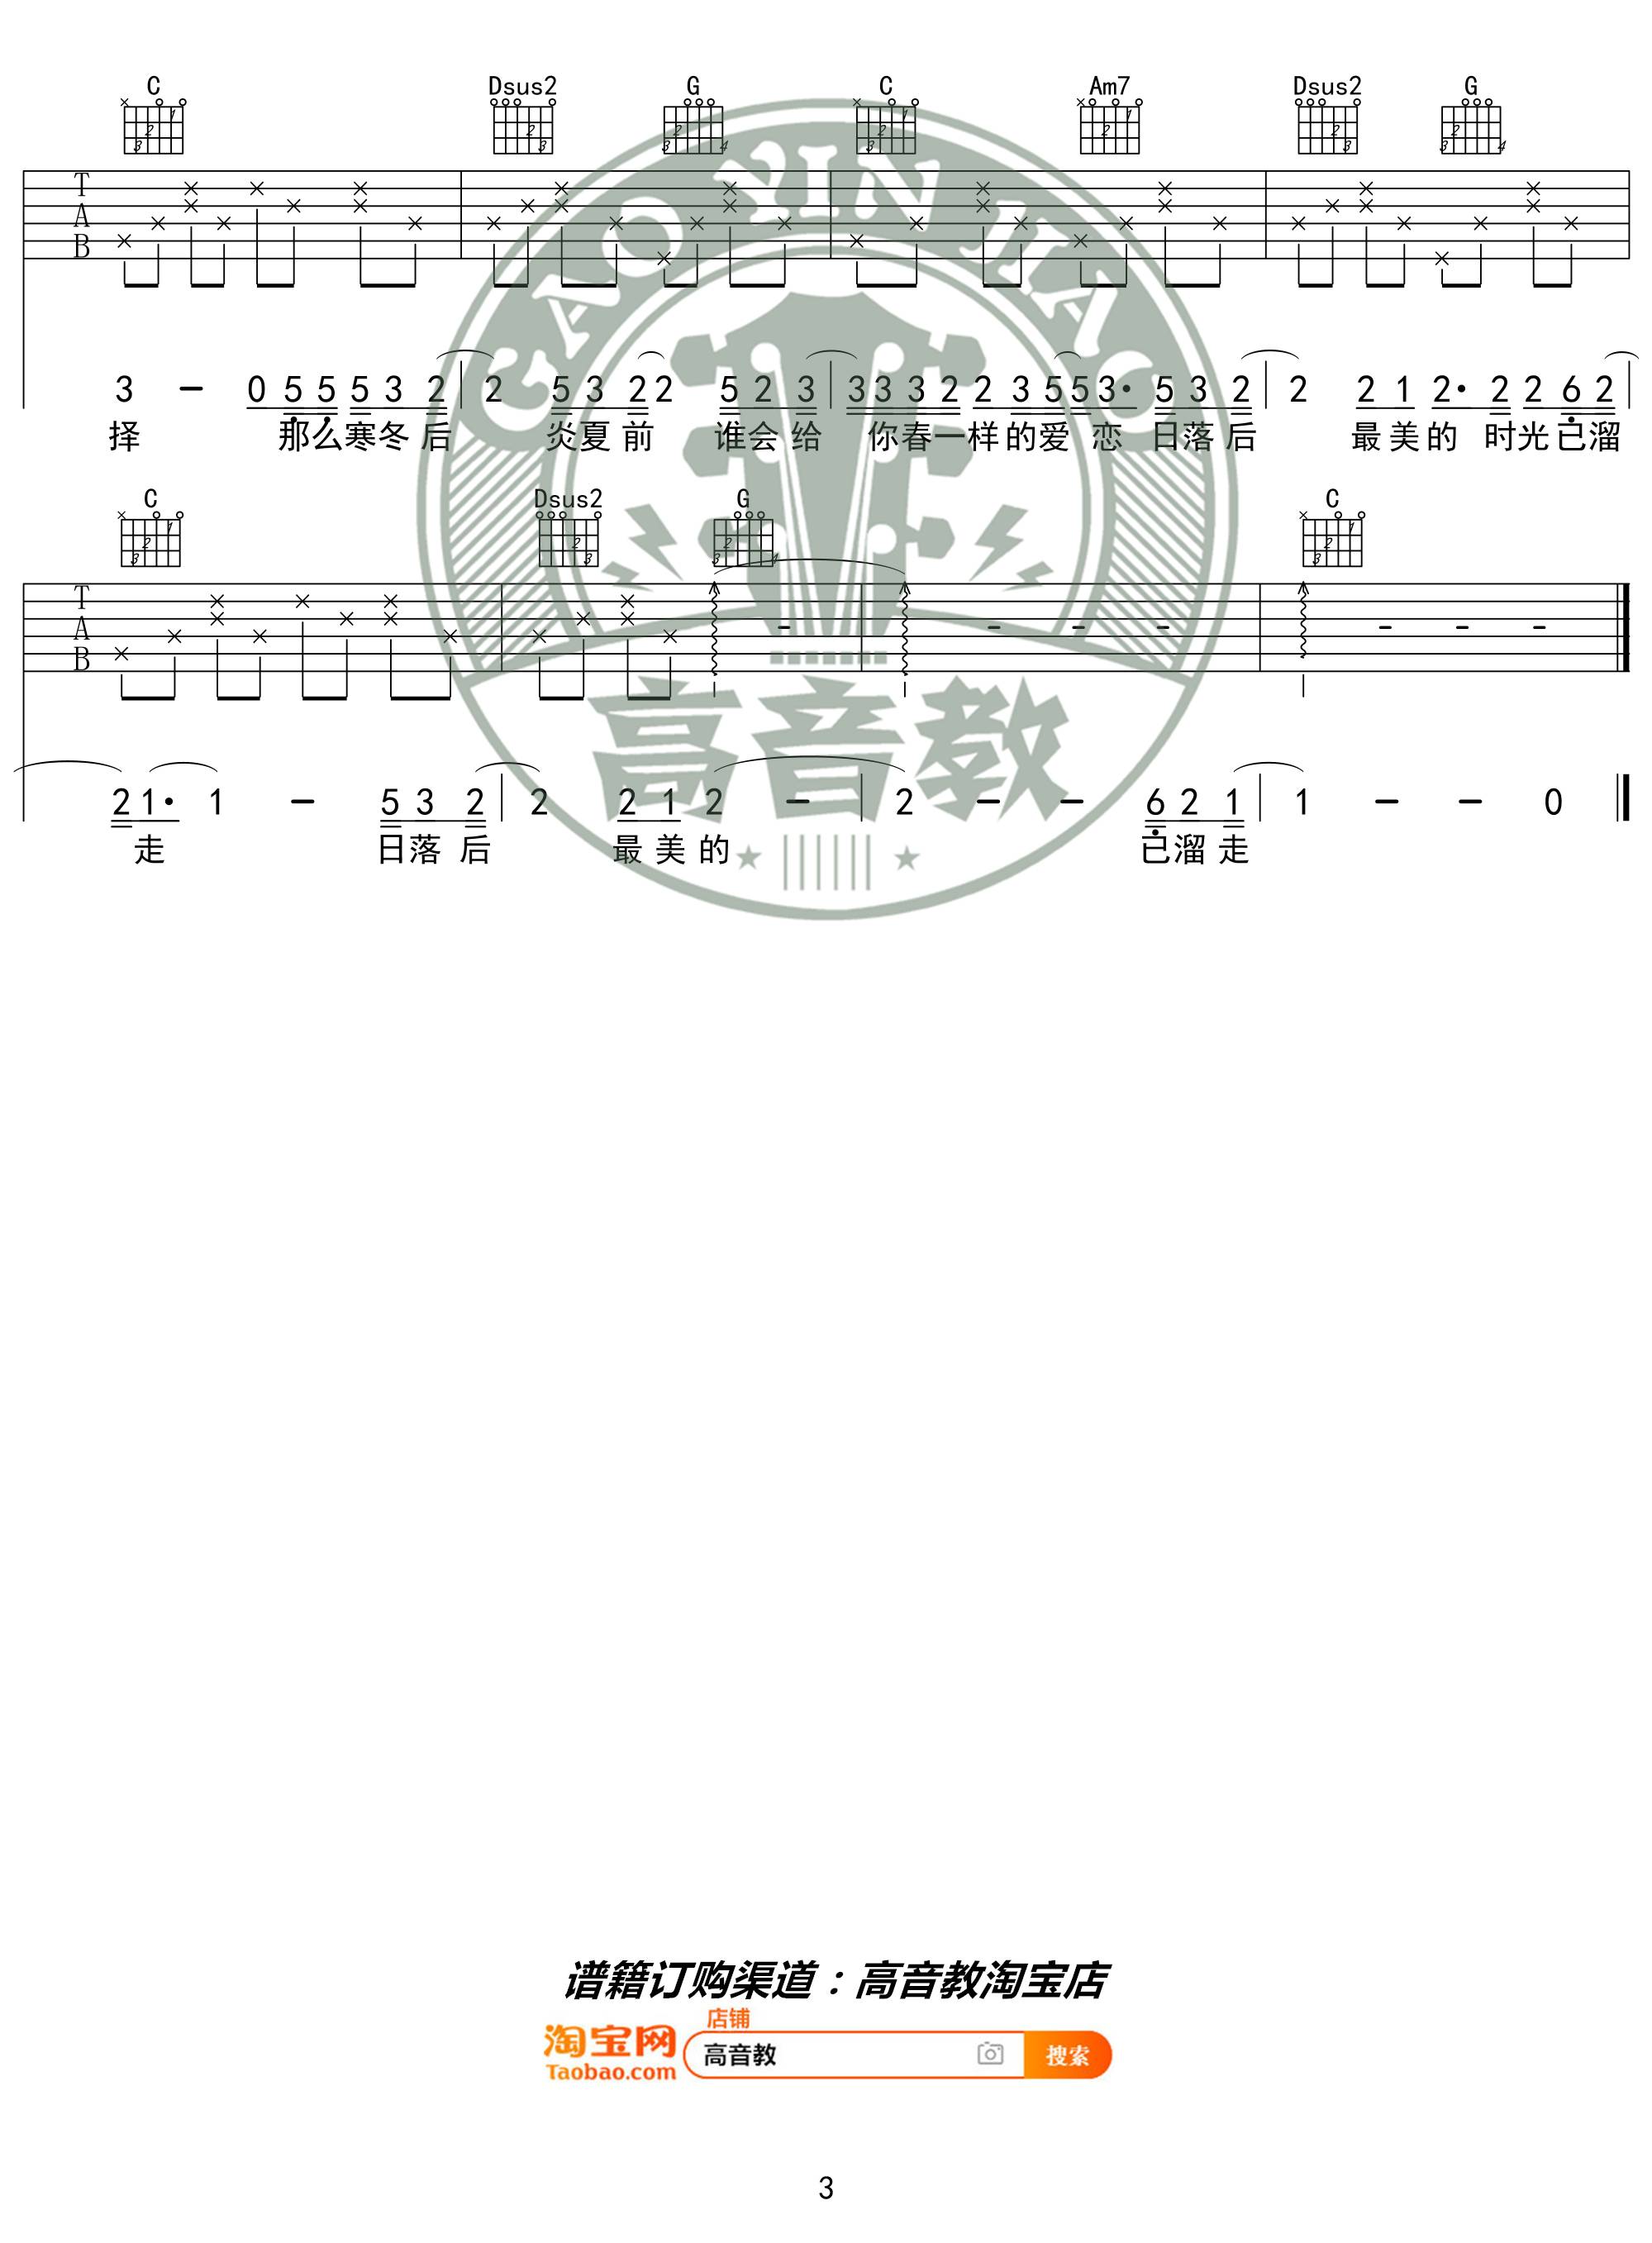 C Dsus2 G C Am7 Dsus2 G
T
A
B
3 - 0 5 5 5 3 2 | 2 5 3 2 2 5 2 3 | 3 3 3 2 2 3 5 5 3· 5 3 2 | 2 2 1 2· 2 2 6 2 |
择 那么寒冬后 炎夏前 谁会给 你春一样的爱恋 日落后 最美的 时光已溜
C Dsus2 G C
T
A
B
2 1· 1 - 5 3 2 | 2 2 1 2 - | 2 - - 6 2 1 | 1 - - 0
走 日落后 最美的 已溜走
GAO YIN JIAO
高音教
谱籍订购渠道：高音教淘宝店
店铺
淘宝网 高音教 搜索
Taobao.com
3